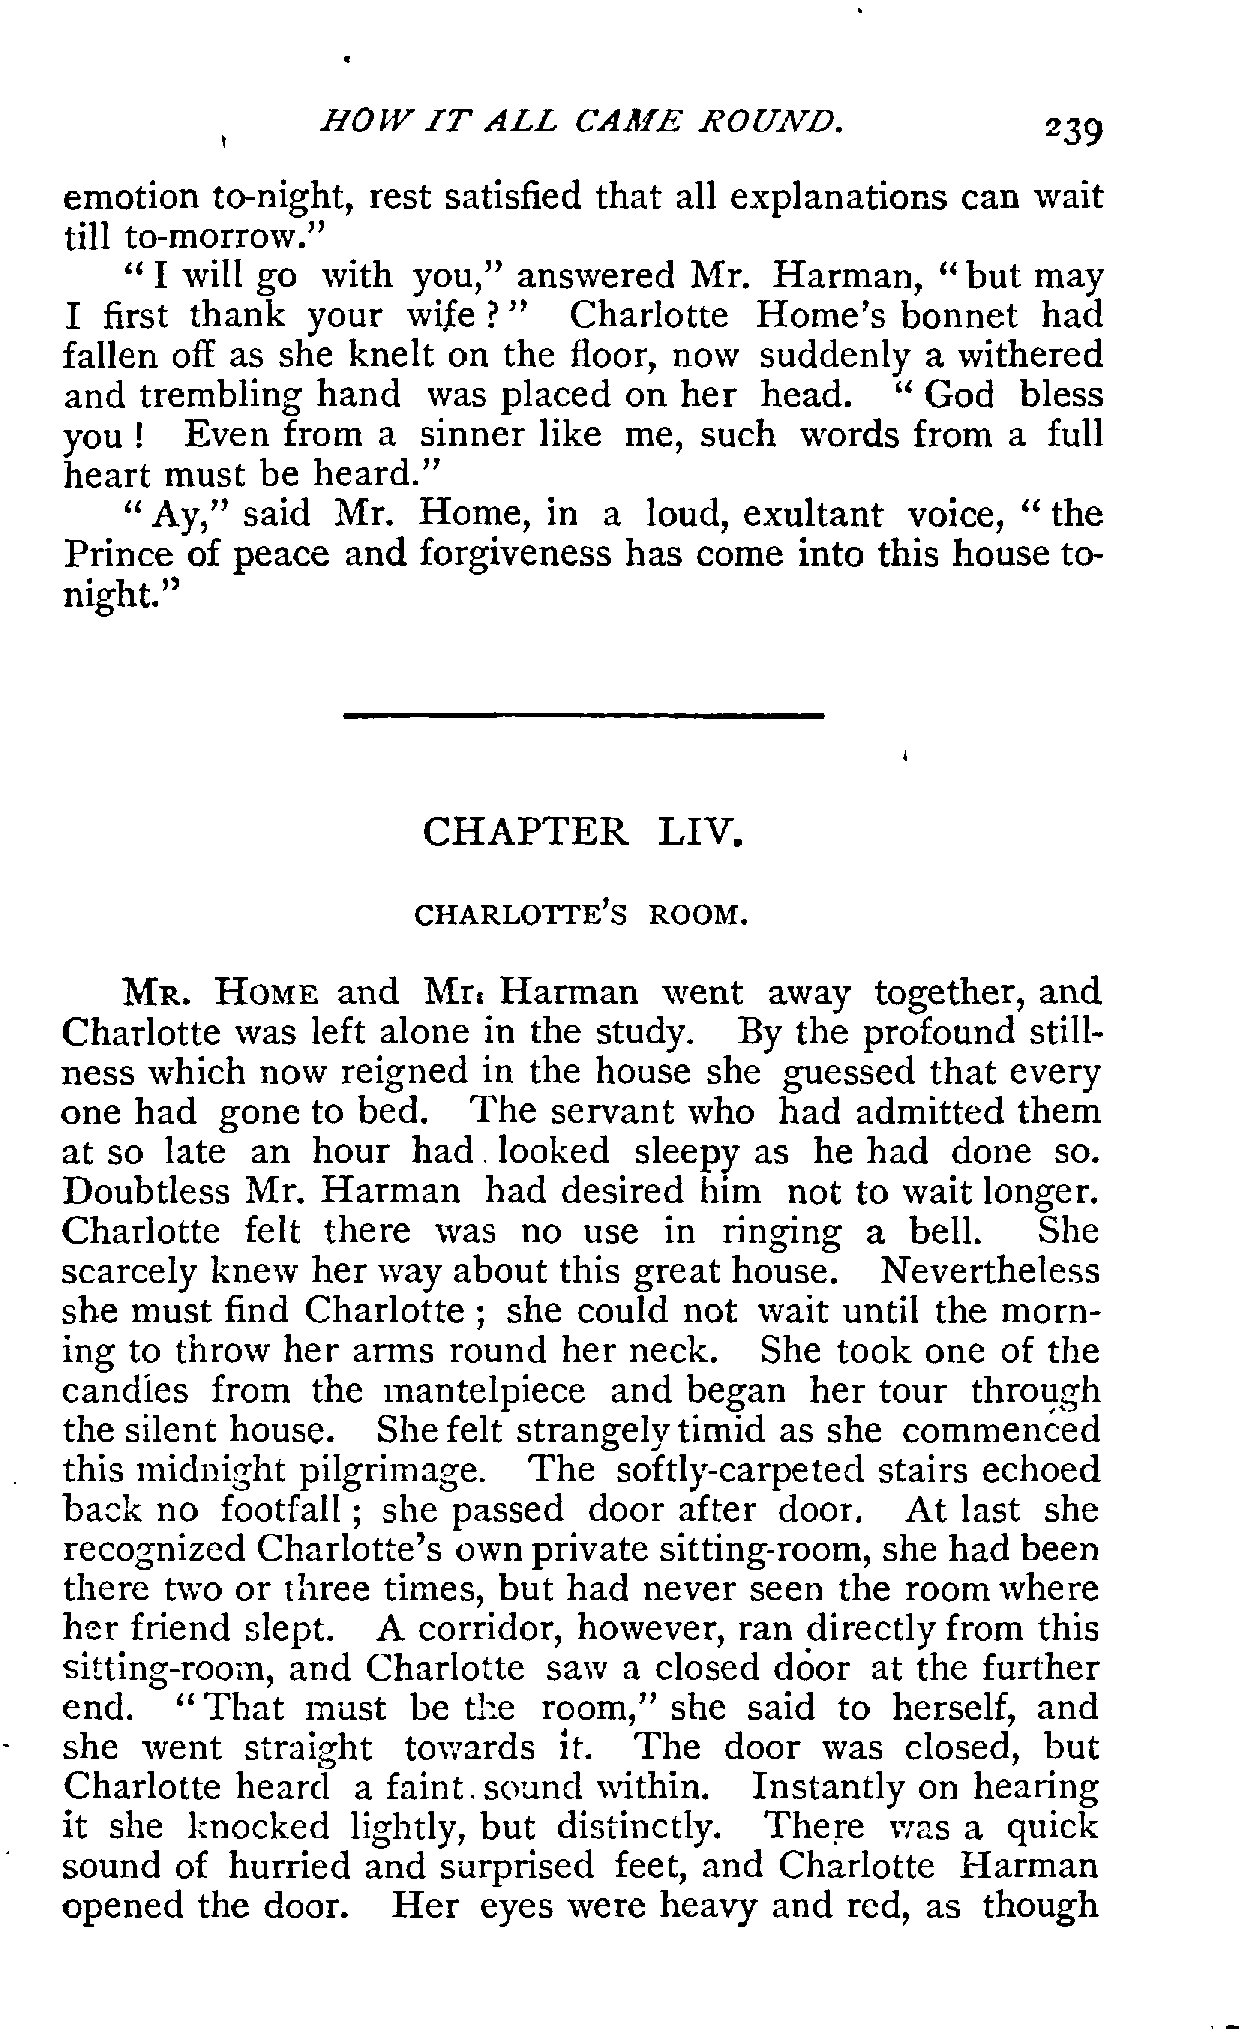 HOW IT ALL CAME ROUND. 239
emotion to-night, rest satisfied that all explanations can wait
till to-morrow."
"I will go with you," answered Mr. Harman, "but may
I first thank your wife?" Charlotte Home's bonnet had
fallen off as she knelt on the floor, now suddenly a withered
and trembling hand was placed on her head. "God bless
you! Even from a sinner like me, such words from a full
heart must be heard."
"Ay," said Mr. Home, in a loud, exultant voice, "the
Prince of peace and forgiveness has come into this house to-
night."
CHAPTER LIV.
CHARLOTTE'S ROOM.
MR. HOME and Mr. Harman went away together, and
Charlotte was left alone in the study. By the profound still-
ness which now reigned in the house she guessed that every
one had gone to bed. The servant who had admitted them
at so late an hour had looked sleepy as he had done so.
Doubtless Mr. Harman had desired him not to wait longer.
Charlotte felt there was no use in ringing a bell. She
scarcely knew her way about this great house. Nevertheless
she must find Charlotte; she could not wait until the morn-
ing to throw her arms round her neck. She took one of the
candles from the mantelpiece and began her tour through
the silent house. She felt strangely timid as she commenced
this midnight pilgrimage. The softly-carpeted stairs echoed
back no footfall; she passed door after door. At last she
recognized Charlotte's own private sitting-room, she had been
there two or three times, but had never seen the room where
her friend slept. A corridor, however, ran directly from this
sitting-room, and Charlotte saw a closed door at the further
end. "That must be the room," she said to herself, and
she went straight towards it. The door was closed, but
Charlotte heard a faint sound within. Instantly on hearing
it she knocked lightly, but distinctly. There was a quick
sound of hurried and surprised feet, and Charlotte Harman
opened the door. Her eyes were heavy and red, as though